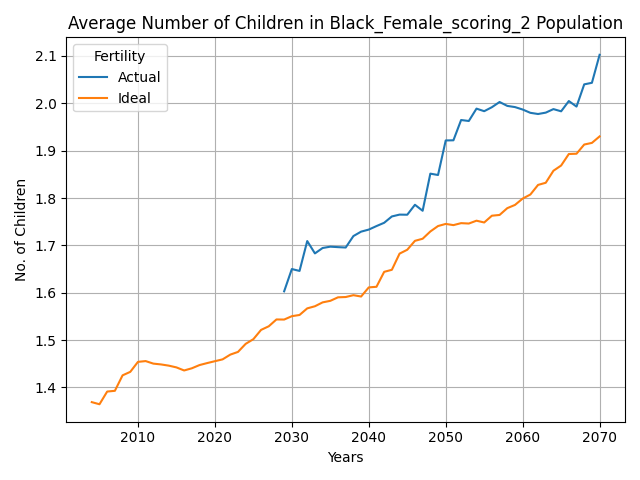 Average Number of Children in Black_Female_scoring_2 Population
Fertility
Actual
Ideal
No. of Children
2.1
2.0
1.9
1.8
1.7
1.6
1.5
1.4
2010 2020 2030 2040 2050 2060 2070
Years